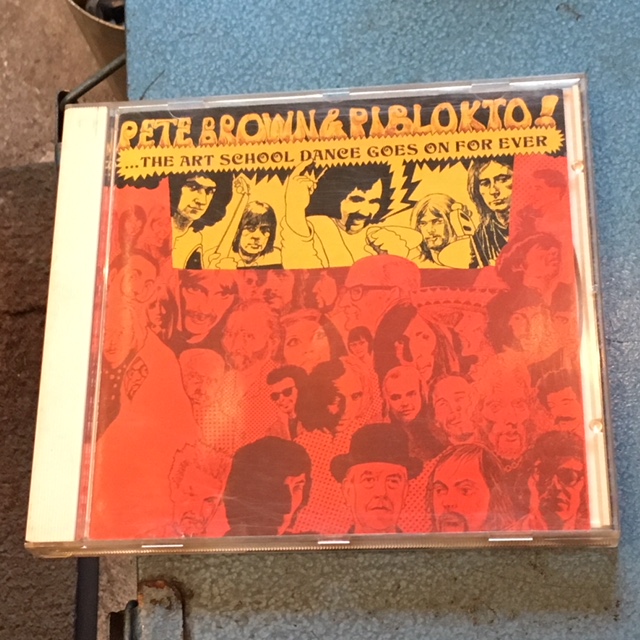 PETE BROWN & PIBLOKTO!
...THE ART SCHOOL DANCE GOES ON FOR EVER